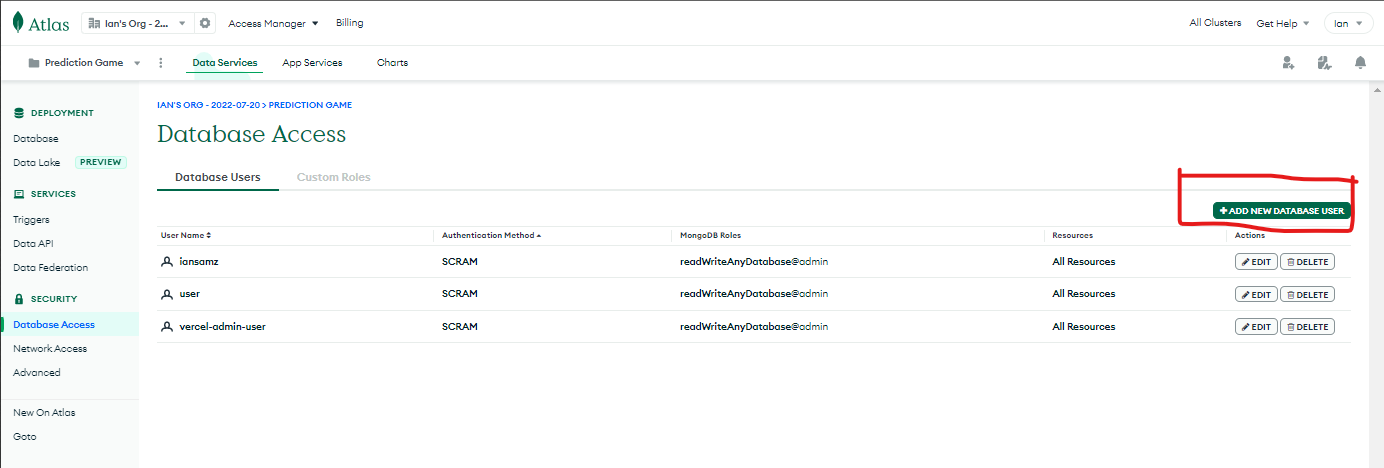 Atlas Ian's Org - 2... Access Manager Billing All Clusters Get Help Ian
Prediction Game Data Services App Services Charts
DEPLOYMENT
Database
Data Lake PREVIEW
SERVICES
Triggers
Data API
Data Federation
SECURITY
Database Access
Network Access
Advanced
New On Atlas
Goto
IAN'S ORG - 2022-07-20 > PREDICTION GAME
Database Access
Database Users Custom Roles
+ ADD NEW DATABASE USER
User Name Authentication Method MongoDB Roles Resources Actions
iansamz SCRAM readWriteAnyDatabase@admin All Resources EDIT DELETE
user SCRAM readWriteAnyDatabase@admin All Resources EDIT DELETE
vercel-admin-user SCRAM readWriteAnyDatabase@admin All Resources EDIT DELETE